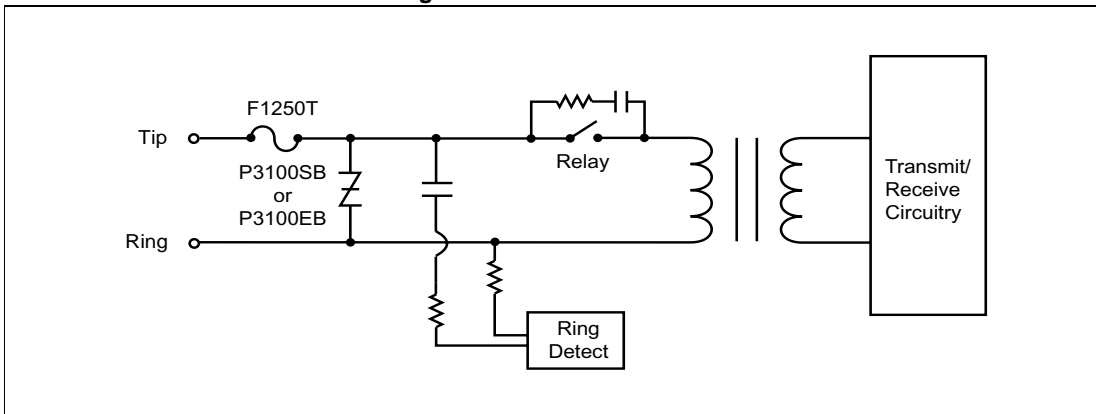 F1250T
Tip
P3100SB
or
P3100EB
Ring
Relay
Transmit/
Receive
Circuitry
Ring
Detect